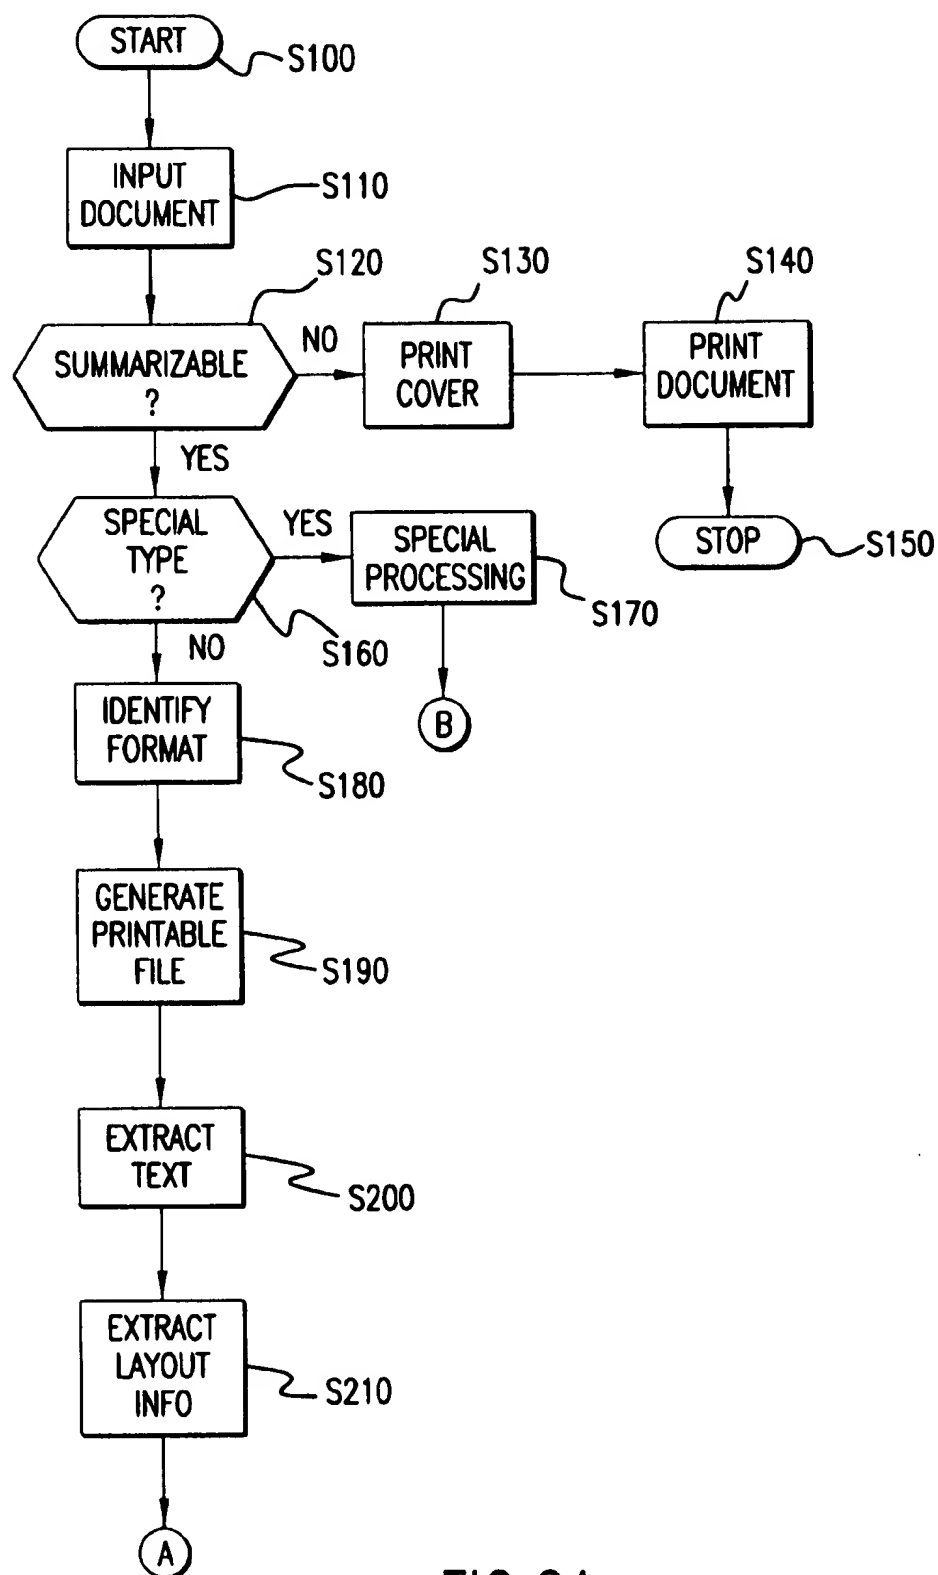 START
S100
INPUT
DOCUMENT
S110
S120
SUMMARIZABLE
?
NO
S130
PRINT
COVER
S140
PRINT
DOCUMENT
YES
STOP
S150
SPECIAL
TYPE
?
YES
SPECIAL
PROCESSING
S170
S160
NO
B
IDENTIFY
FORMAT
S180
GENERATE
PRINTABLE
FILE
S190
EXTRACT
TEXT
S200
EXTRACT
LAYOUT
INFO
S210
A